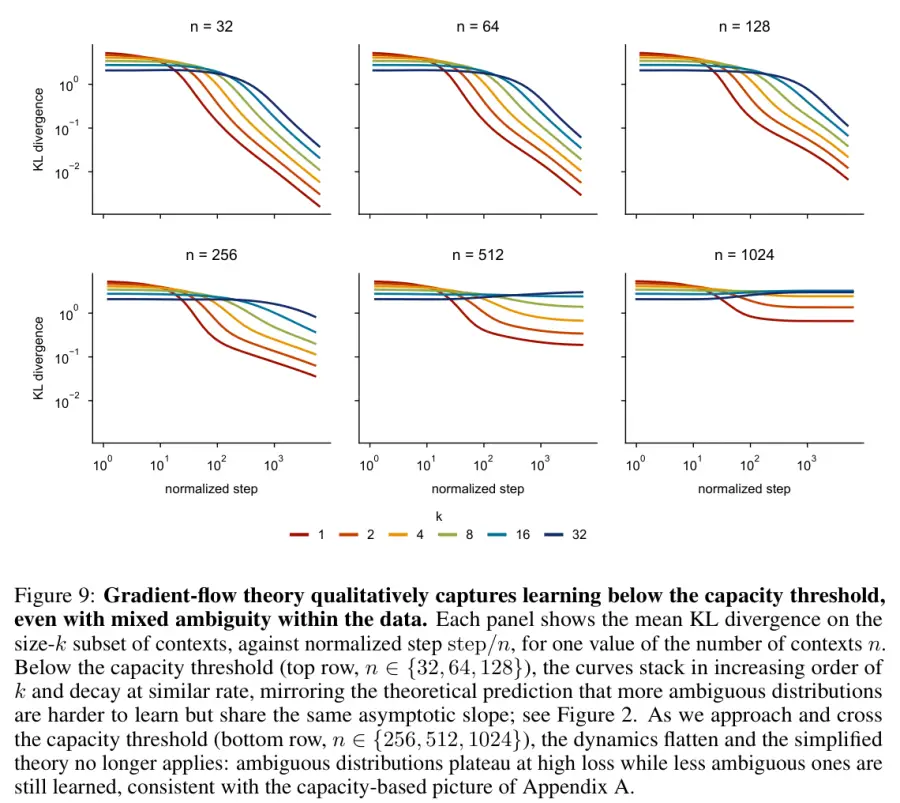 n = 32
n = 64
n = 128
KL divergence
10^0
10^-1
10^-2
n = 256
n = 512
n = 1024
KL divergence
10^0
10^-1
10^-2
10^0 10^1 10^2 10^3
10^0 10^1 10^2 10^3
10^0 10^1 10^2 10^3
normalized step
normalized step
normalized step
k
1 2 4 8 16 32
Figure 9: Gradient-flow theory qualitatively captures learning below the capacity threshold,
even with mixed ambiguity within the data. Each panel shows the mean KL divergence on the
size-k subset of contexts, against normalized step step/n, for one value of the number of contexts n.
Below the capacity threshold (top row, n ∈ {32, 64, 128}), the curves stack in increasing order of
k and decay at similar rate, mirroring the theoretical prediction that more ambiguous distributions
are harder to learn but share the same asymptotic slope; see Figure 2. As we approach and cross
the capacity threshold (bottom row, n ∈ {256, 512, 1024}), the dynamics flatten and the simplified
theory no longer applies: ambiguous distributions plateau at high loss while less ambiguous ones are
still learned, consistent with the capacity-based picture of Appendix A.